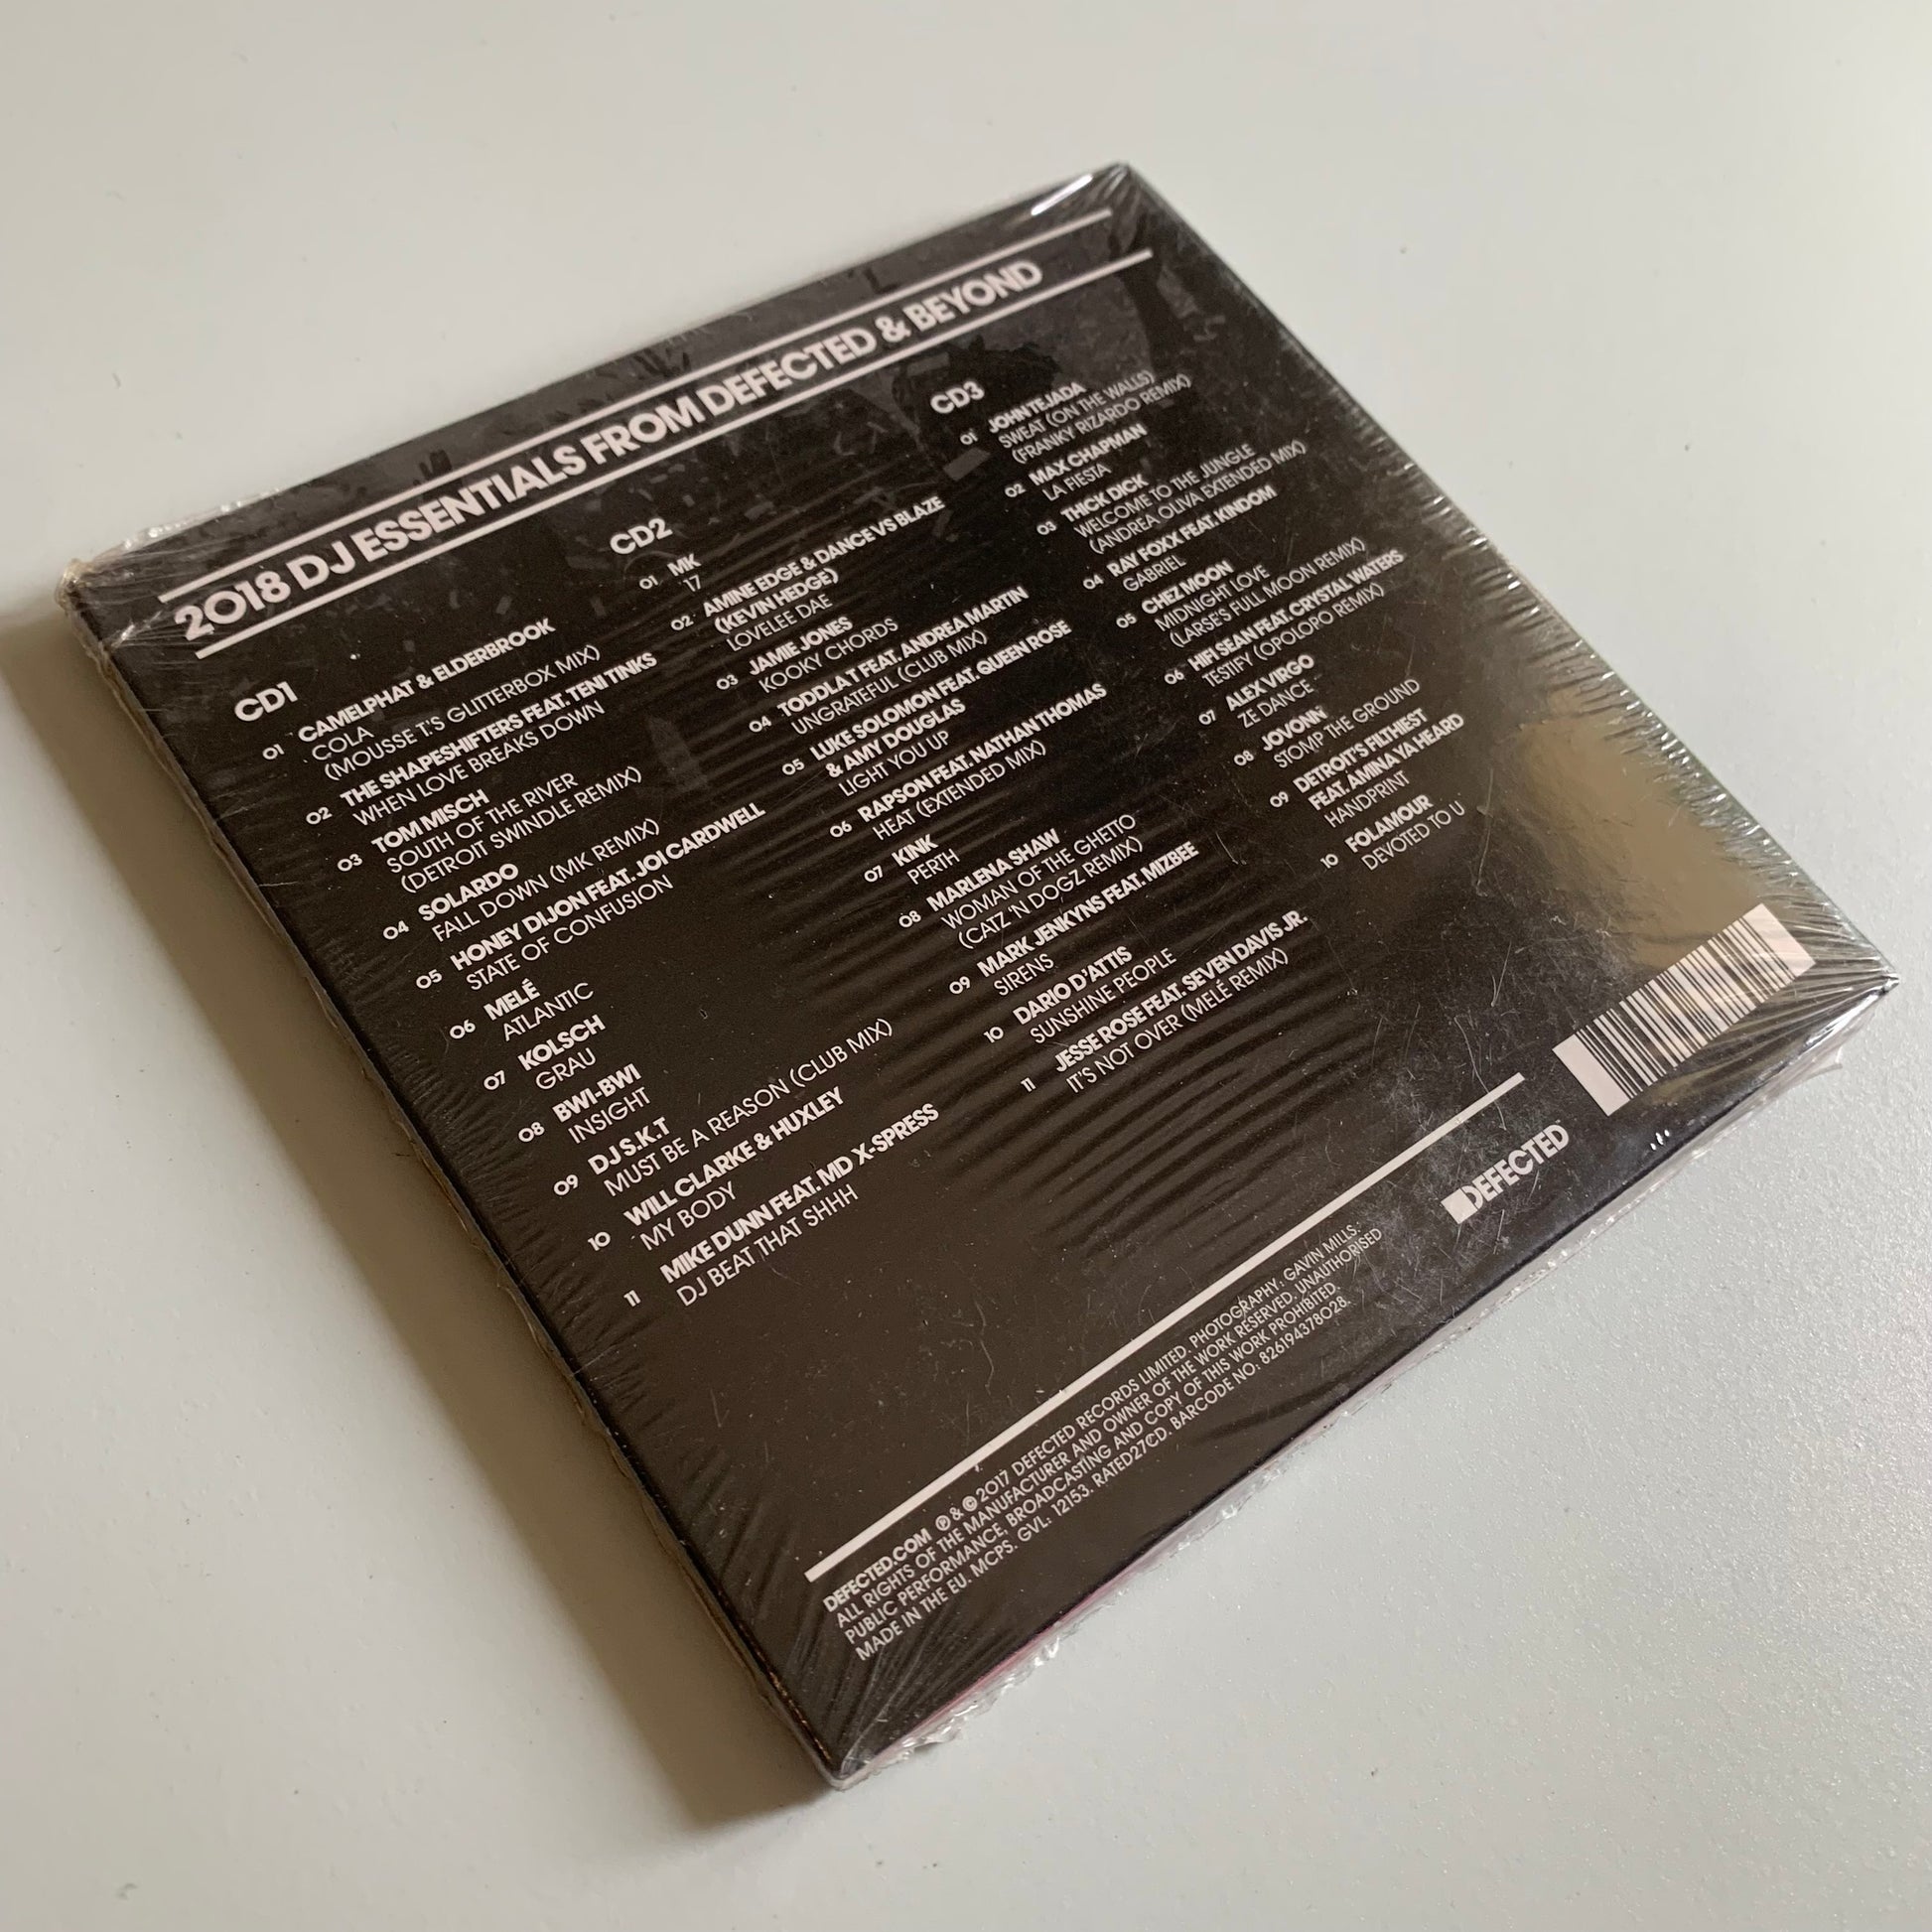 2018 DJ ESSENTIALS FROM DEFECTED & BEYOND
CD1
01 CAMELPHAT & ELDERBROOK
COLA
(MOUSSE T.'S GLITTERBOX MIX)
02 THE SHAPESHIFTERS FEAT. TENI TINKS
WHEN LOVE BREAKS DOWN
03 TOM MISCH
SOUTH OF THE RIVER
(DETROIT SWINDLE REMIX)
04 SOLARDO
FALL DOWN (MK REMIX)
05 HONEY DIJON FEAT. JOI CARDWELL
STATE OF CONFUSION
06 MELÉ
ATLANTIC
07 KOLSCH
GRAU
08 BWI-BWI
INSIGHT
09 DJ S.K.T
MUST BE A REASON (CLUB MIX)
10 WILL CLARKE & HUXLEY
MY BODY
11 MIKE DUNN FEAT. MD X-SPRESS
DJ BEAT THAT SHHH
CD2
01 MK
17
02 AMINE EDGE & DANCE VS BLAZE
(KEVIN HEDGE)
LOVELEE DAE
03 JAMIE JONES
KOOKY CHORDS
04 TODDLA T FEAT. ANDREA MARTIN
UNGRATEFUL (CLUB MIX)
05 LUKE SOLOMON FEAT. QUEEN ROSE
& AMY DOUGLAS
LIGHT YOU UP
06 RAPSON FEAT. NATHAN THOMAS
HEAT (EXTENDED MIX)
07 KINK
PERTH
08 MARLENA SHAW
WOMAN OF THE GHETTO
(CATZ 'N DOGZ REMIX)
09 MARK JENKYNS FEAT. MIZBEE
SIRENS
10 DARIO D'ATTIS
SUNSHINE PEOPLE
11 JESSE ROSE FEAT. SEVEN DAVIS JR.
IT'S NOT OVER (MELÉ REMIX)
CD3
01 JOHN TEJADA
SWEAT (ON THE WALLS)
(FRANKY RIZARDO REMIX)
02 MAX CHAPMAN
LA FIESTA
03 THICK DICK
WELCOME TO THE JUNGLE
(ANDREA OLIVA EXTENDED MIX)
04 RAY FOXX FEAT. KINDOM
GABRIEL
05 CHEZ MOON
MIDNIGHT LOVE
(LARSE'S FULL MOON REMIX)
06 HIFI SEAN FEAT. CRYSTAL WATERS
TESTIFY (OPOLOPO REMIX)
07 ALEX VIRGO
ZE DANCE
08 JOVONN
STOMP THE GROUND
09 DETROIT'S FILTHIEST
FEAT. AMINA YA HEARD
HANDPRINT
10 FOLAMOUR
DEVOTED TO U
DEFECTED
DEFECTED.COM ℗ & © 2017 DEFECTED RECORDS LIMITED. PHOTOGRAPHY: GAVIN MILLS.
ALL RIGHTS OF THE MANUFACTURER AND OWNER OF THE WORK RESERVED. UNAUTHORISED
PUBLIC PERFORMANCE, BROADCASTING AND COPY OF THIS WORK PROHIBITED.
MADE IN THE EU. MCPS. GVL: 12153. RATED27CD. BARCODE NO: 826194378028.